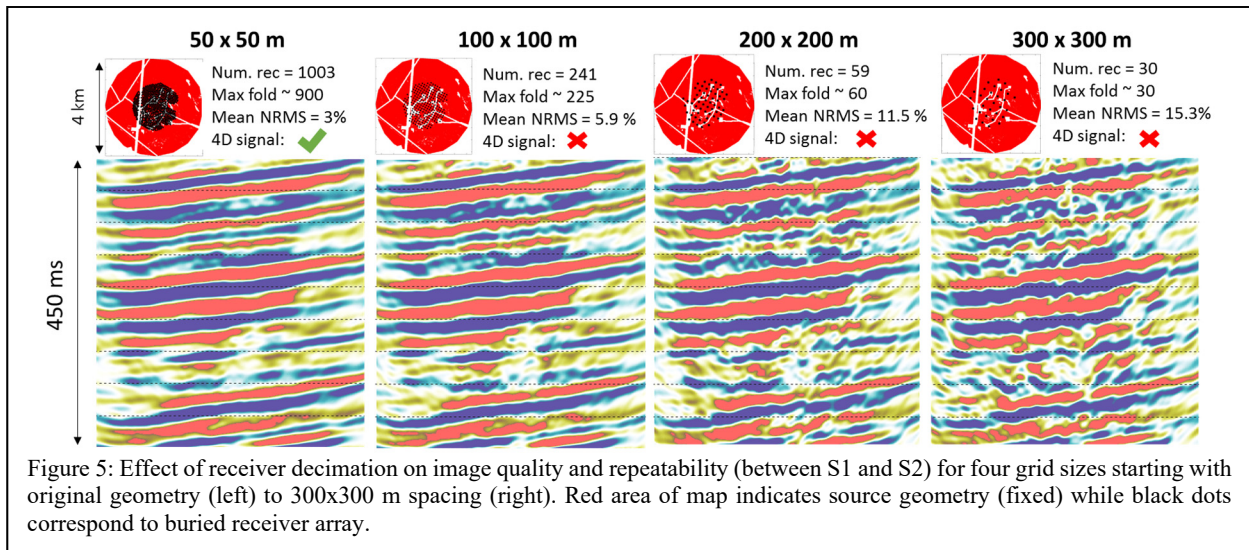 50 x 50 m
100 x 100 m
200 x 200 m
300 x 300 m
4 km
Num. rec = 1003
Max fold ~ 900
Mean NRMS = 3%
4D signal:
Num. rec = 241
Max fold ~ 225
Mean NRMS = 5.9 %
4D signal:
Num. rec = 59
Max fold ~ 60
Mean NRMS = 11.5 %
4D signal:
Num. rec = 30
Max fold ~ 30
Mean NRMS = 15.3%
4D signal:
450 ms
Figure 5: Effect of receiver decimation on image quality and repeatability (between S1 and S2) for four grid sizes starting with
original geometry (left) to 300x300 m spacing (right). Red area of map indicates source geometry (fixed) while black dots
correspond to buried receiver array.